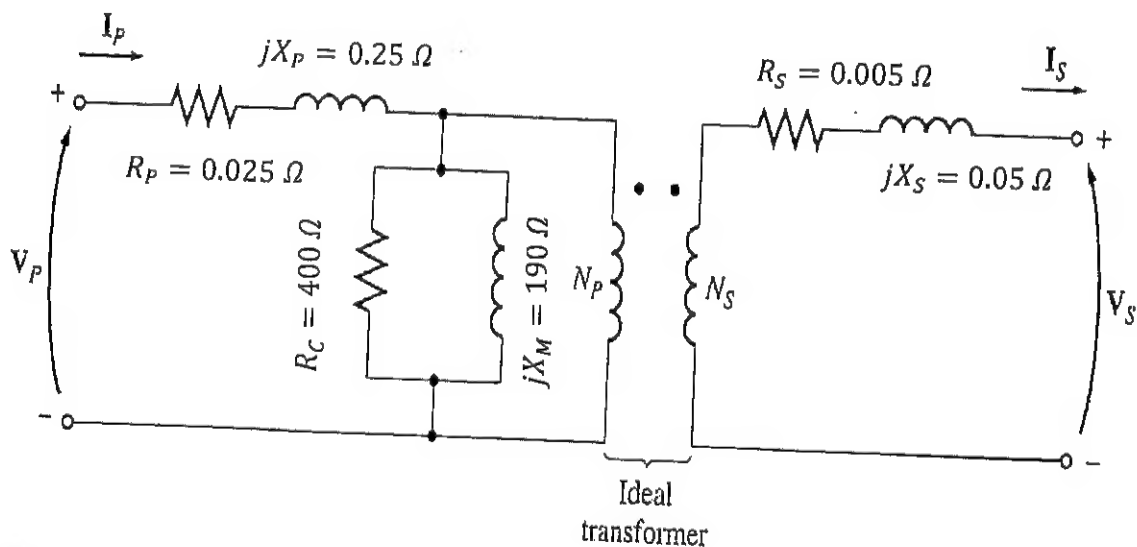 I_P
jX_P = 0.25 Ω
R_S = 0.005 Ω
I_S
+
+
R_P = 0.025 Ω
jX_S = 0.05 Ω
V_P
R_C = 400 Ω
jX_M = 190 Ω
N_P
N_S
V_S
-
-
Ideal
transformer